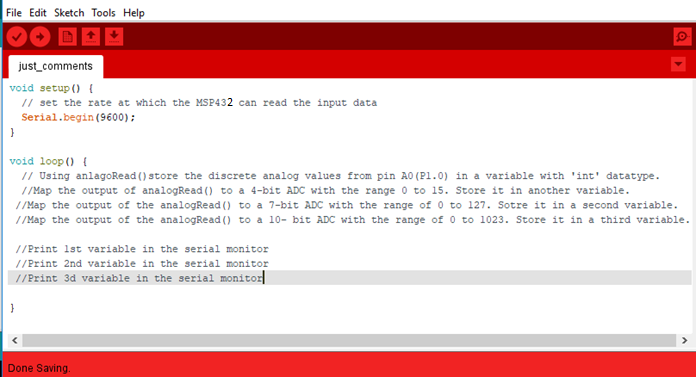 File Edit Sketch Tools Help
just_comments
void setup() {
// set the rate at which the MSP432 can read the input data
Serial.begin(9600);
}
void loop() {
// Using anlagoRead()store the discrete analog values from pin A0(P1.0) in a variable with 'int' datatype.
//Map the output of analogRead() to a 4-bit ADC with the range 0 to 15. Store it in another variable.
//Map the output of the analogRead() to a 7-bit ADC with the range of 0 to 127. Sotre it in a second variable.
//Map the output of the analogRead() to a 10- bit ADC with the range of 0 to 1023. Store it in a third variable.
//Print 1st variable in the serial monitor
//Print 2nd variable in the serial monitor
//Print 3d variable in the serial monitor
}
Done Saving.